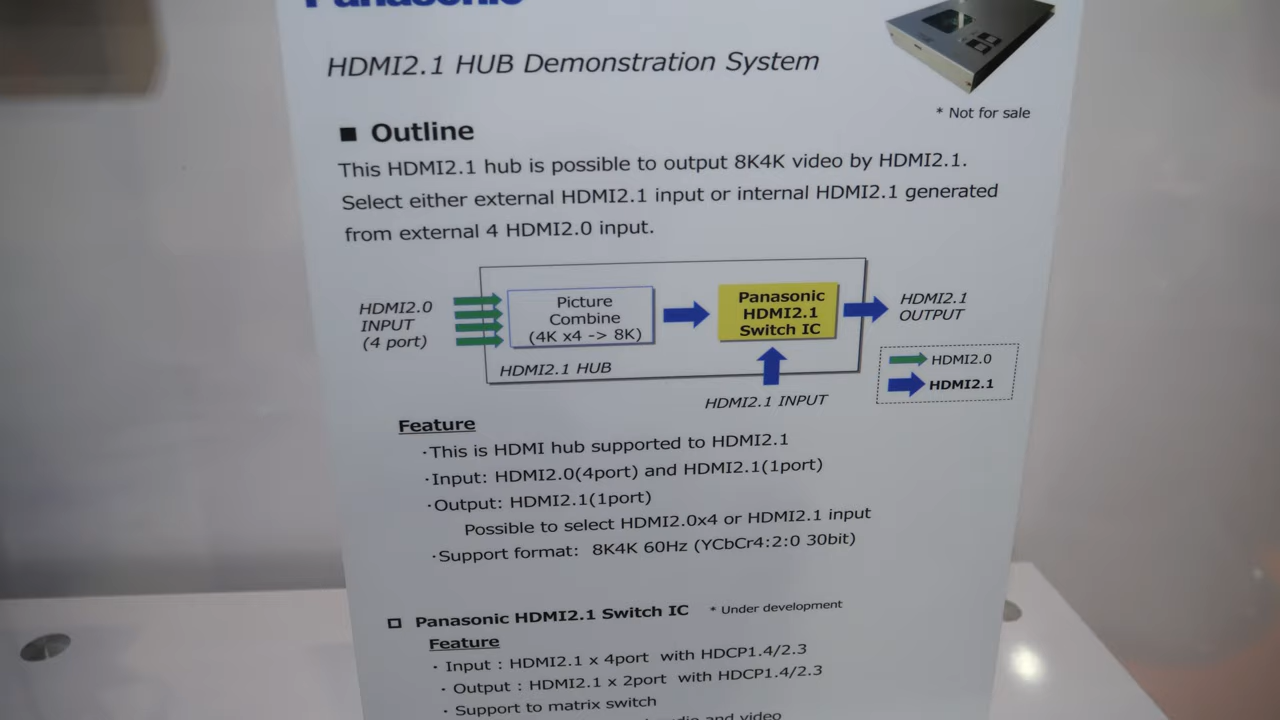 Panasonic
HDMI2.1 HUB Demonstration System
* Not for sale
■ Outline
This HDMI2.1 hub is possible to output 8K4K video by HDMI2.1.
Select either external HDMI2.1 input or internal HDMI2.1 generated
from external 4 HDMI2.0 input.
HDMI2.0
INPUT
(4 port)
Picture
Combine
(4K x4 -> 8K)
HDMI2.1 HUB
Panasonic
HDMI2.1
Switch IC
HDMI2.1 INPUT
HDMI2.1
OUTPUT
HDMI2.0
HDMI2.1
Feature
·This is HDMI hub supported to HDMI2.1
·Input: HDMI2.0(4port) and HDMI2.1(1port)
·Output: HDMI2.1(1port)
Possible to select HDMI2.0x4 or HDMI2.1 input
·Support format: 8K4K 60Hz (YCbCr4:2:0 30bit)
□ Panasonic HDMI2.1 Switch IC * Under development
Feature
· Input : HDMI2.1 x 4port with HDCP1.4/2.3
· Output : HDMI2.1 x 2port with HDCP1.4/2.3
· Support to matrix switch
and video